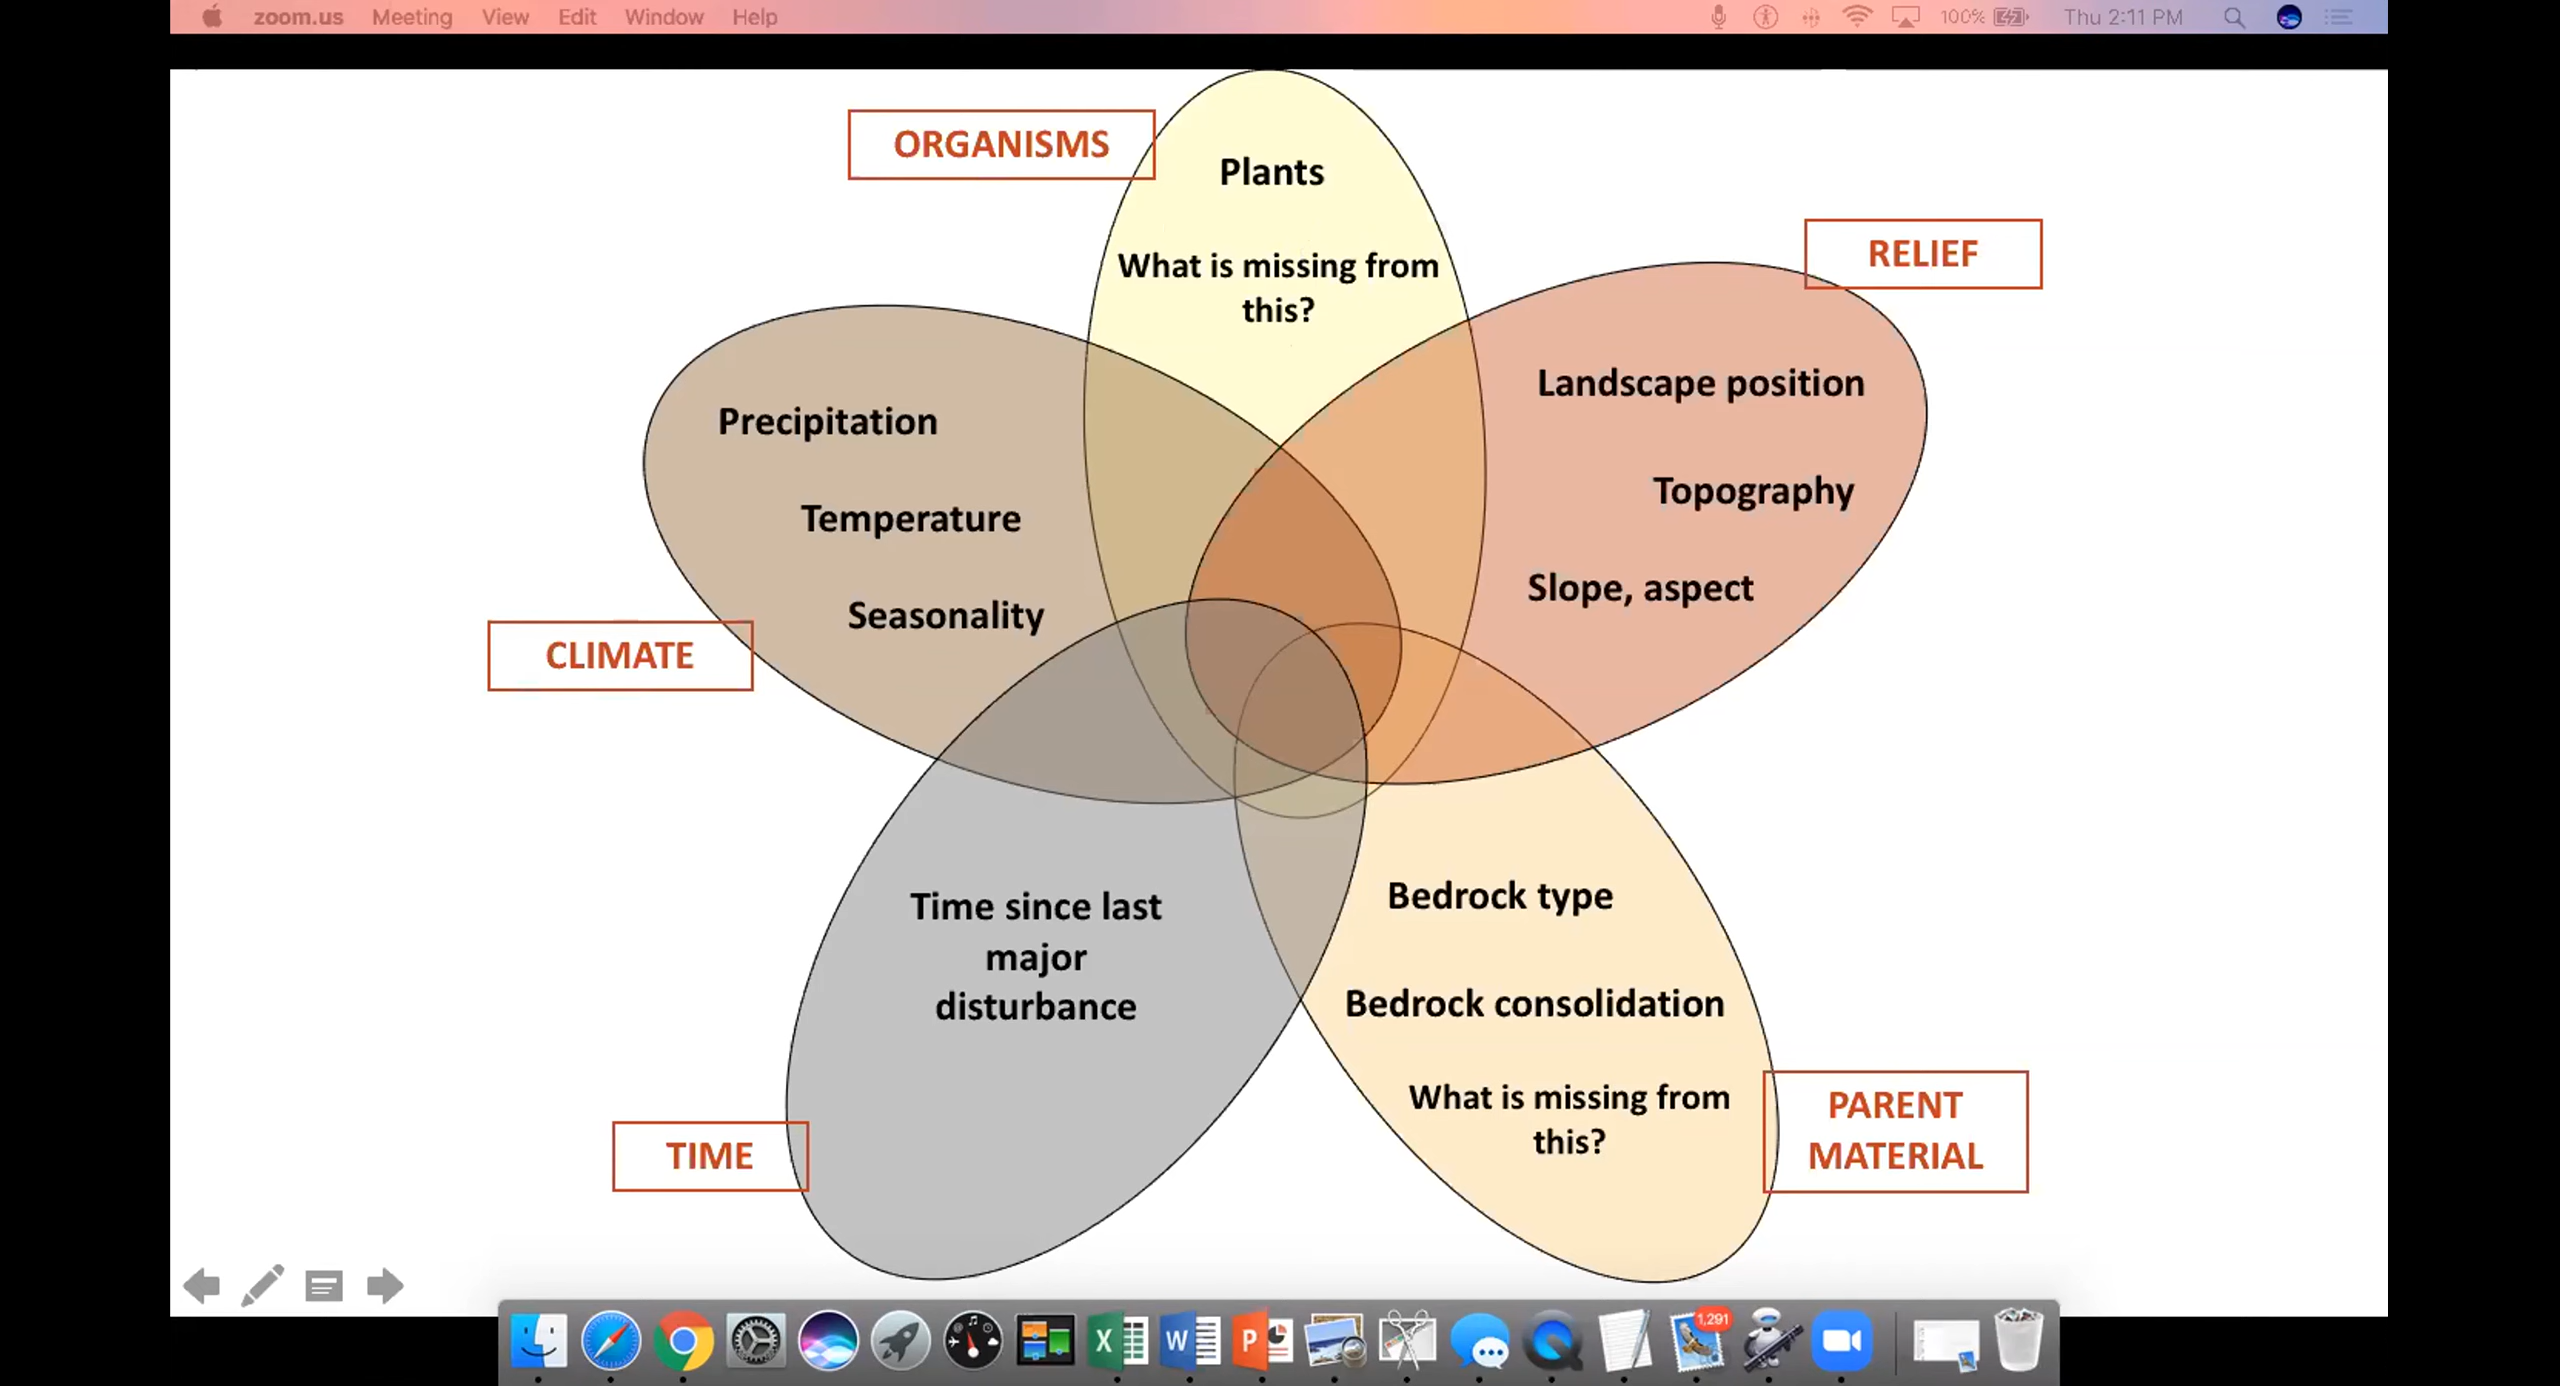 zoom.us Meeting View Edit Window Help 100% Thu 2:11 PM
ORGANISMS
Plants
What is missing from
this?
RELIEF
Landscape position
Topography
Slope, aspect
Precipitation
Temperature
Seasonality
CLIMATE
Time since last
major
disturbance
TIME
Bedrock type
Bedrock consolidation
What is missing from
this?
PARENT
MATERIAL
X W P 1,291